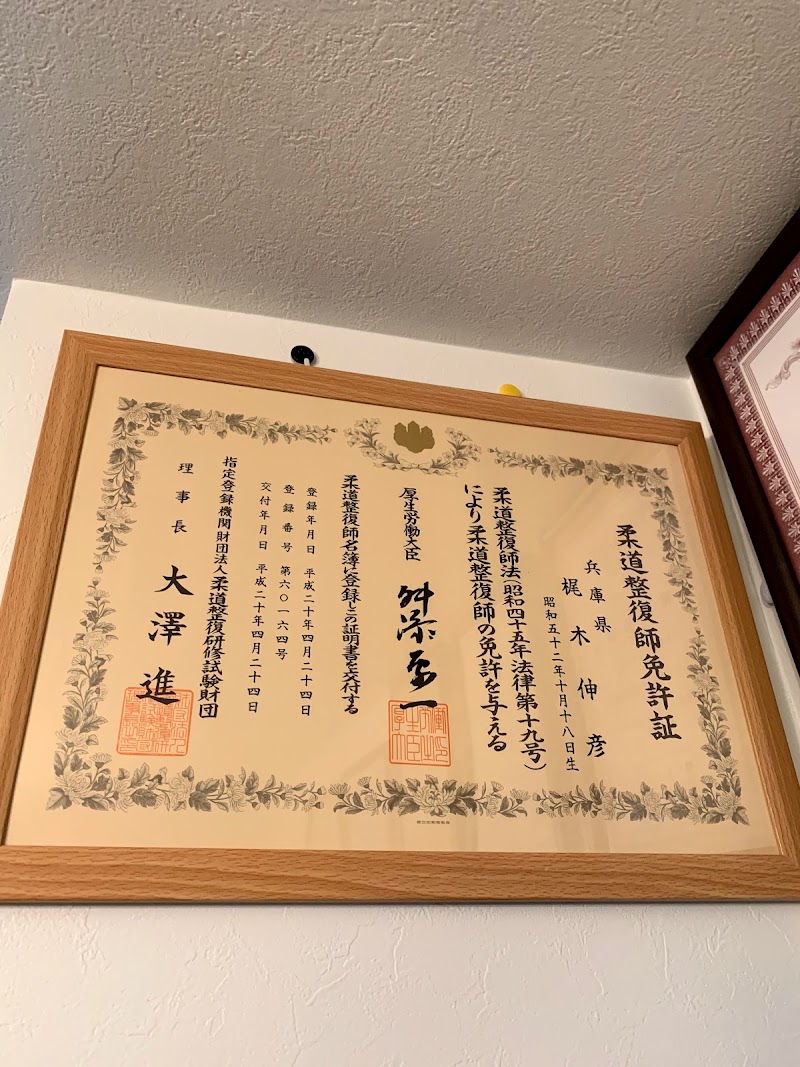 柔道整復師免許証
兵庫県
梶木伸彦
昭和五十二年十月十八日生
柔道整復師法(昭和四十五年法律第十九号)
により柔道整復師の免許を与える
厚生労働大臣
舛添要一
柔道整復師名簿に登録しこの証明書を交付する
登録年月日 平成二十年四月二十四日
登録番号 第六〇一六四号
交付年月日 平成二十年四月二十四日
指定登録機関財団法人柔道整復研修試験財団
理事長 大澤進